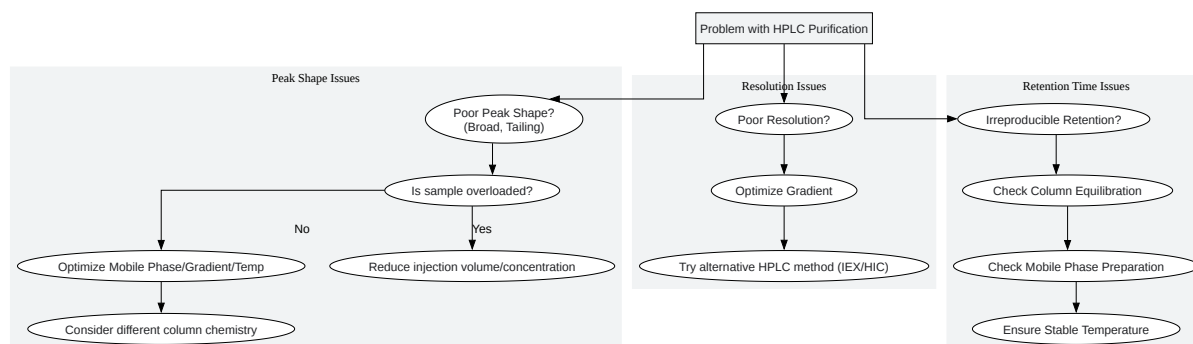 Problem with HPLC Purification
Peak Shape Issues
Poor Peak Shape?
(Broad, Tailing)
Is sample overloaded?
No
Yes
Optimize Mobile Phase/Gradient/Temp
Reduce injection volume/concentration
Consider different column chemistry
Resolution Issues
Poor Resolution?
Optimize Gradient
Try alternative HPLC method (IEX/HIC)
Retention Time Issues
Irreproducible Retention?
Check Column Equilibration
Check Mobile Phase Preparation
Ensure Stable Temperature